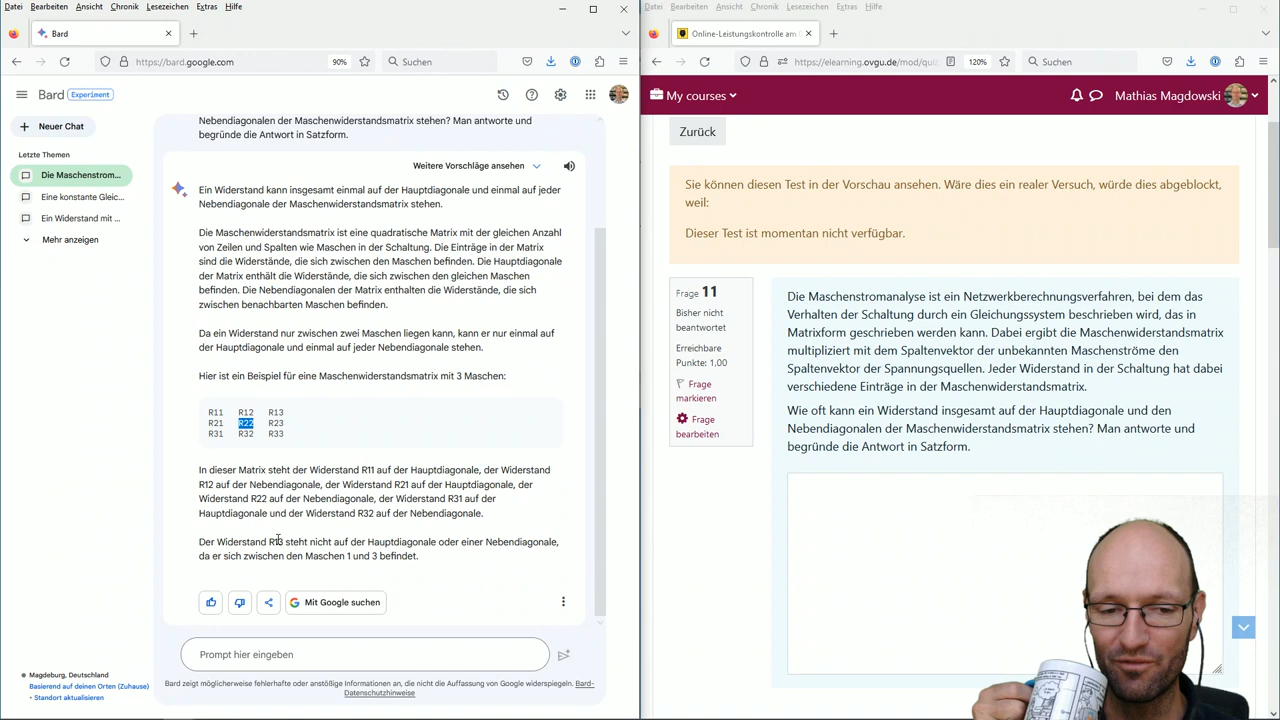 Datei Bearbeiten Ansicht Chronik Lesezeichen Extras Hilfe
Bard
https://bard.google.com 90% Suchen
Bard Experiment
Neuer Chat
Letzte Themen
Die Maschenstrom...
Eine konstante Gleic...
Ein Widerstand mit ...
Mehr anzeigen
Magdeburg, Deutschland
Basierend auf deinen Orten (Zuhause)
Standort aktualisieren
Nebendiagonalen der Maschenwiderstandsmatrix stehen? Man antworte und
begründe die Antwort in Satzform.
Weitere Vorschläge ansehen
Ein Widerstand kann insgesamt einmal auf der Hauptdiagonale und einmal auf jeder
Nebendiagonale der Maschenwiderstandsmatrix stehen.
Die Maschenwiderstandsmatrix ist eine quadratische Matrix mit der gleichen Anzahl
von Zeilen und Spalten wie Maschen in der Schaltung. Die Einträge in der Matrix
sind die Widerstände, die sich zwischen den Maschen befinden. Die Hauptdiagonale
der Matrix enthält die Widerstände, die sich zwischen den gleichen Maschen
befinden. Die Nebendiagonalen der Matrix enthalten die Widerstände, die sich
zwischen benachbarten Maschen befinden.
Da ein Widerstand nur zwischen zwei Maschen liegen kann, kann er nur einmal auf
der Hauptdiagonale und einmal auf jeder Nebendiagonale stehen.
Hier ist ein Beispiel für eine Maschenwiderstandsmatrix mit 3 Maschen:
R11 R12 R13
R21 R22 R23
R31 R32 R33
In dieser Matrix steht der Widerstand R11 auf der Hauptdiagonale, der Widerstand
R12 auf der Nebendiagonale, der Widerstand R21 auf der Hauptdiagonale, der
Widerstand R22 auf der Nebendiagonale, der Widerstand R31 auf der
Hauptdiagonale und der Widerstand R32 auf der Nebendiagonale.
Der Widerstand R13 steht nicht auf der Hauptdiagonale oder einer Nebendiagonale,
da er sich zwischen den Maschen 1 und 3 befindet.
Mit Google suchen
Prompt hier eingeben
Bard zeigt möglicherweise fehlerhafte oder anstößige Informationen an, die nicht die Auffassung von Google widerspiegeln. Bard-
Datenschutzhinweise
Datei Bearbeiten Ansicht Chronik Lesezeichen Extras Hilfe
Online-Leistungskontrolle am
https://elearning.ovgu.de/mod/qui 120% Suchen
My courses Mathias Magdowski
Zurück
Sie können diesen Test in der Vorschau ansehen. Wäre dies ein realer Versuch, würde dies abgeblockt,
weil:
Dieser Test ist momentan nicht verfügbar.
Frage 11
Bisher nicht
beantwortet
Erreichbare
Punkte: 1,00
Frage
markieren
Frage
bearbeiten
Die Maschenstromanalyse ist ein Netzwerkberechnungsverfahren, bei dem das
Verhalten der Schaltung durch ein Gleichungssystem beschrieben wird, das in
Matrixform geschrieben werden kann. Dabei ergibt die Maschenwiderstandsmatrix
multipliziert mit dem Spaltenvektor der unbekannten Maschenströme den
Spaltenvektor der Spannungsquellen. Jeder Widerstand in der Schaltung hat dabei
verschiedene Einträge in der Maschenwiderstandsmatrix.
Wie oft kann ein Widerstand insgesamt auf der Hauptdiagonale und den
Nebendiagonalen der Maschenwiderstandsmatrix stehen? Man antworte und
begründe die Antwort in Satzform.